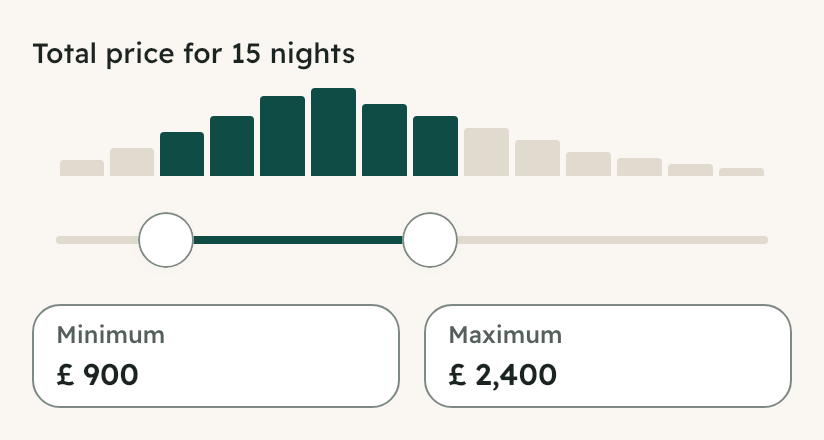 Total price for 15 nights
Minimum
£ 900
Maximum
£ 2,400